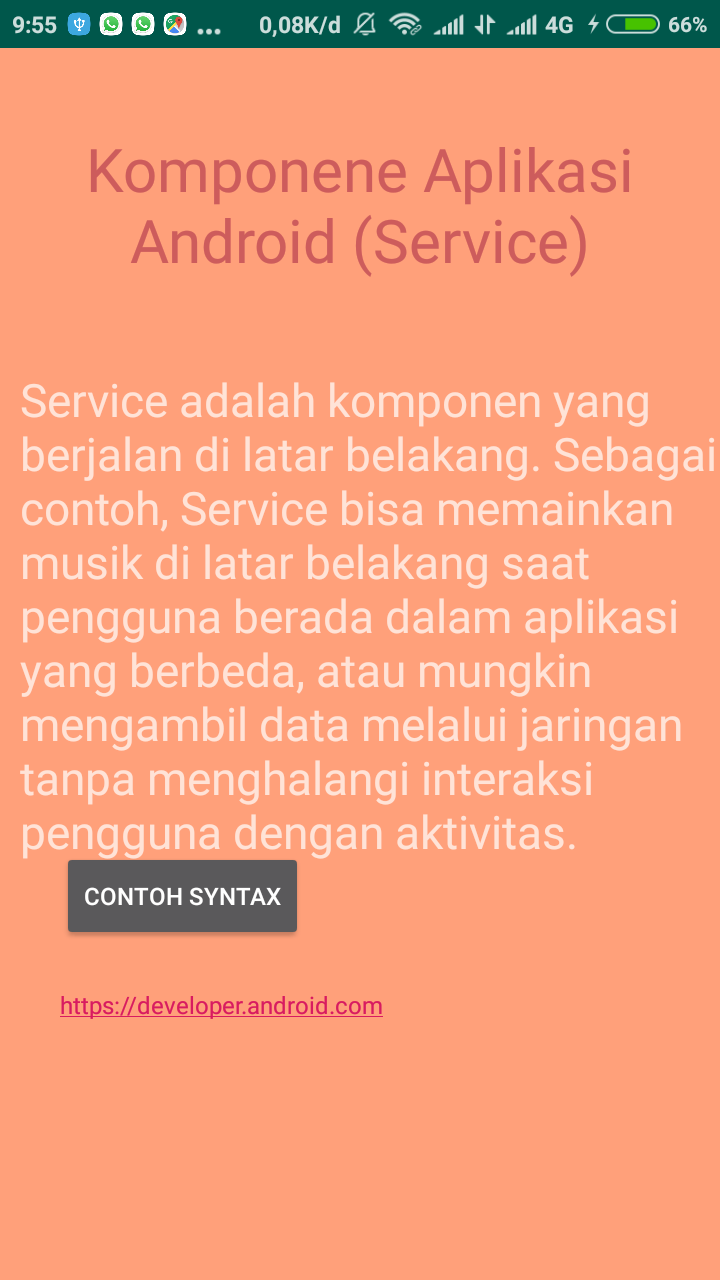 9:55 ... 0,08K/d 4G 66%
Komponene Aplikasi
Android (Service)
Service adalah komponen yang
berjalan di latar belakang. Sebagai
contoh, Service bisa memainkan
musik di latar belakang saat
pengguna berada dalam aplikasi
yang berbeda, atau mungkin
mengambil data melalui jaringan
tanpa menghalangi interaksi
pengguna dengan aktivitas.
CONTOH SYNTAX
https://developer.android.com